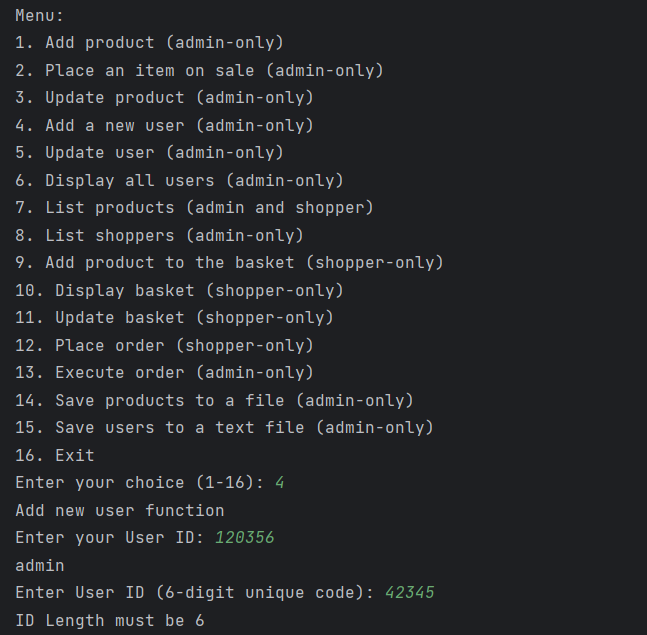 Menu:
1. Add product (admin-only)
2. Place an item on sale (admin-only)
3. Update product (admin-only)
4. Add a new user (admin-only)
5. Update user (admin-only)
6. Display all users (admin-only)
7. List products (admin and shopper)
8. List shoppers (admin-only)
9. Add product to the basket (shopper-only)
10. Display basket (shopper-only)
11. Update basket (shopper-only)
12. Place order (shopper-only)
13. Execute order (admin-only)
14. Save products to a file (admin-only)
15. Save users to a text file (admin-only)
16. Exit
Enter your choice (1-16): 4
Add new user function
Enter your User ID: 120356
admin
Enter User ID (6-digit unique code): 42345
ID Length must be 6